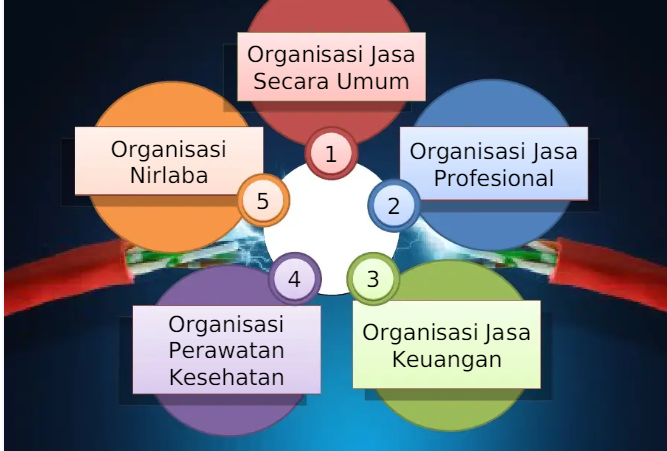 Organisasi Jasa
Secara Umum
1
Organisasi Jasa
Profesional
2
Organisasi Jasa
Keuangan
3
Organisasi
Perawatan
Kesehatan
4
Organisasi
Nirlaba
5